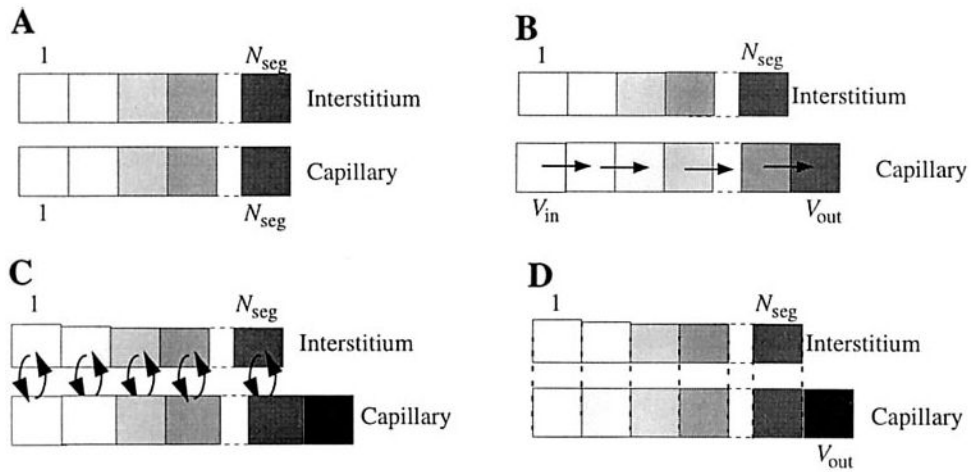 A
1 N_seg
Interstitium
Capillary
1 N_seg
B
1 N_seg
Interstitium
Capillary
V_in V_out
C
1 N_seg
Interstitium
Capillary
D
1 N_seg
Interstitium
Capillary
V_out